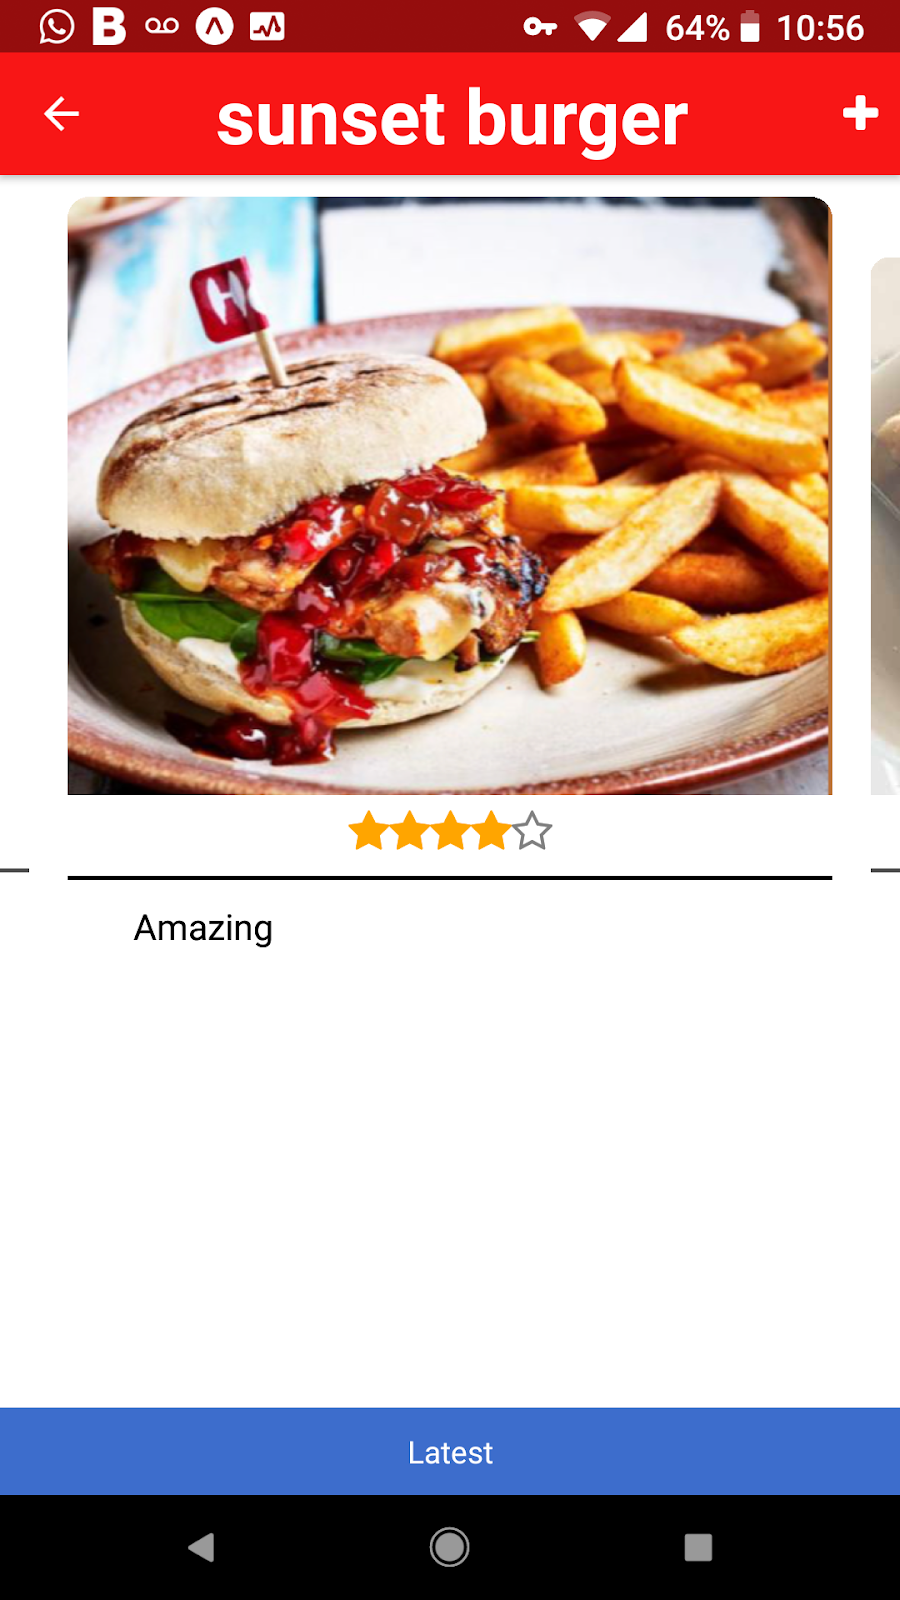 B 64% 10:56
sunset burger
H
Amazing
Latest